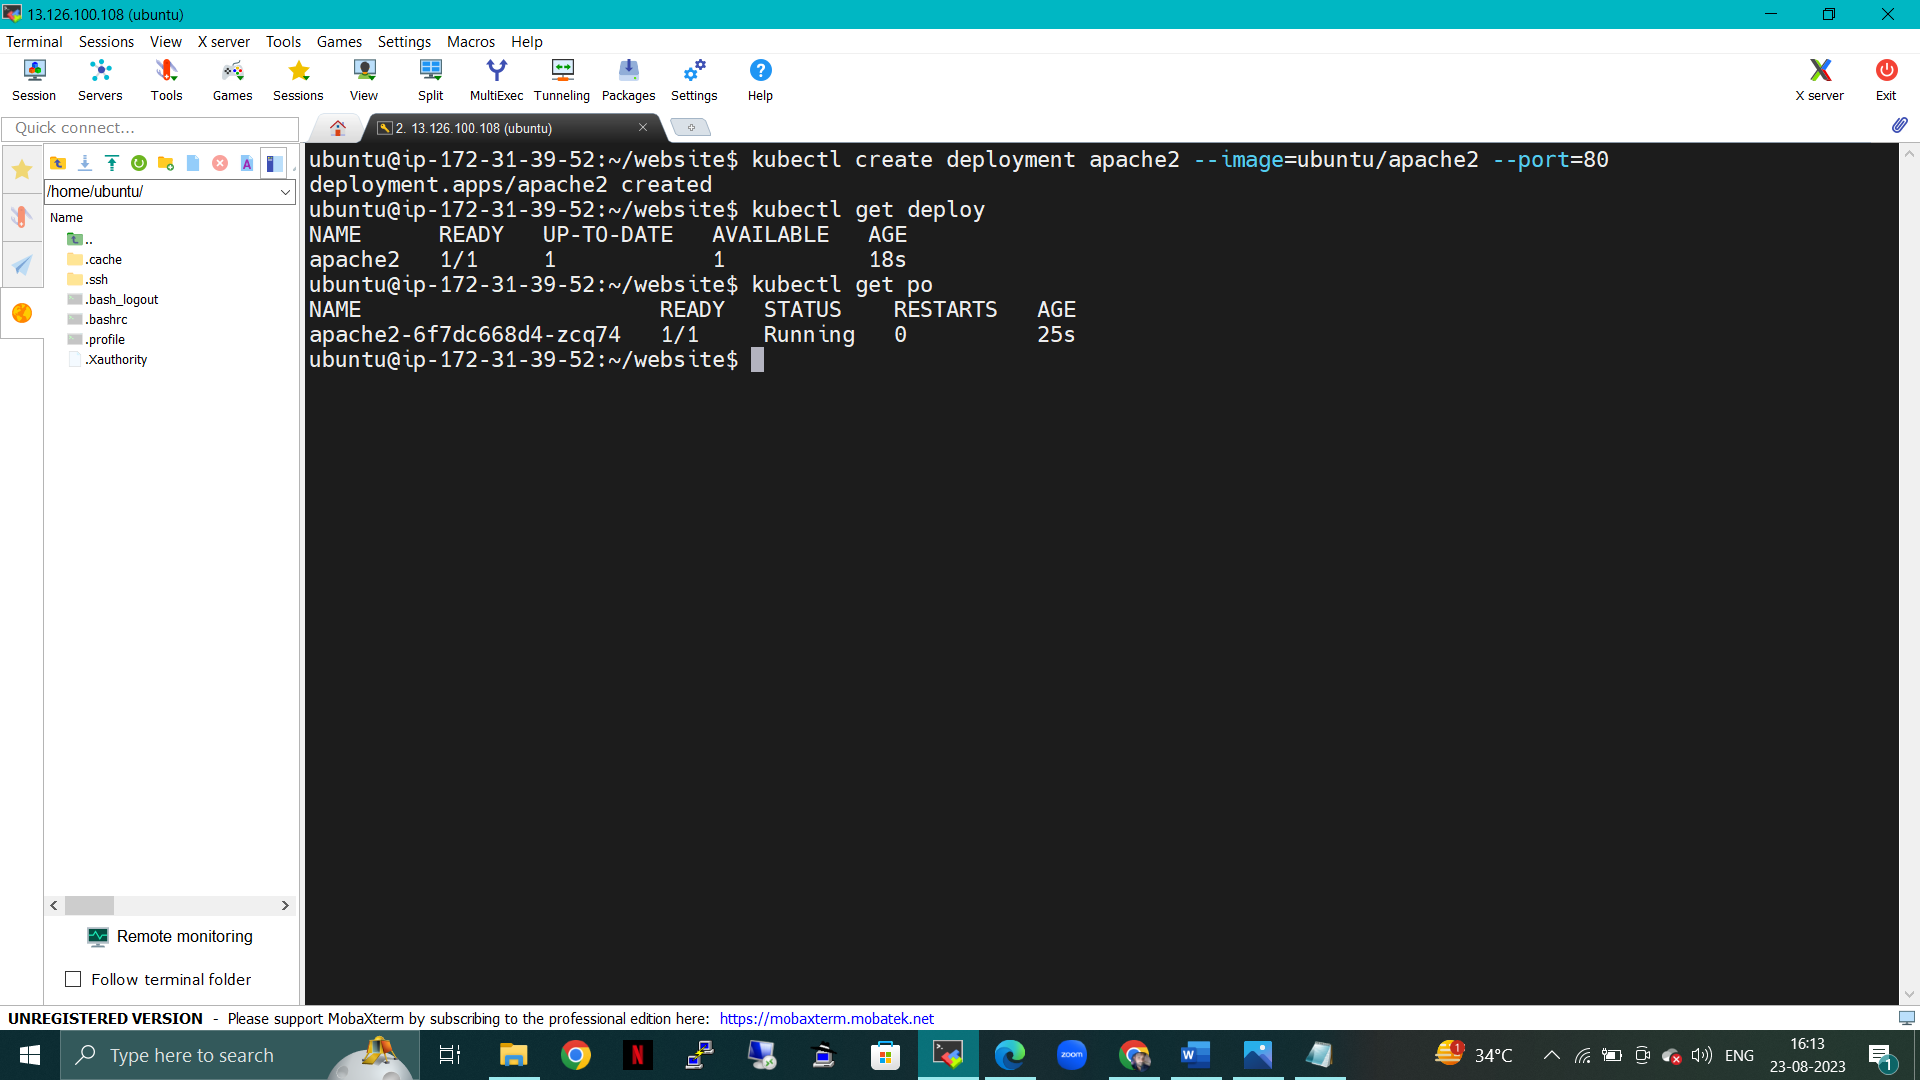 13.126.100.108 (ubuntu)
Terminal Sessions View X server Tools Games Settings Macros Help
Session Servers Tools Games Sessions View Split MultiExec Tunneling Packages Settings Help X server Exit
Quick connect...
2. 13.126.100.108 (ubuntu)
/home/ubuntu/
Name
..
.cache
.ssh
.bash_logout
.bashrc
.profile
.Xauthority
ubuntu@ip-172-31-39-52:~/website$ kubectl create deployment apache2 --image=ubuntu/apache2 --port=80
deployment.apps/apache2 created
ubuntu@ip-172-31-39-52:~/website$ kubectl get deploy
NAME READY UP-TO-DATE AVAILABLE AGE
apache2 1/1 1 1 18s
ubuntu@ip-172-31-39-52:~/website$ kubectl get po
NAME READY STATUS RESTARTS AGE
apache2-6f7dc668d4-zcq74 1/1 Running 0 25s
ubuntu@ip-172-31-39-52:~/website$
Remote monitoring
Follow terminal folder
UNREGISTERED VERSION - Please support MobaXterm by subscribing to the professional edition here: https://mobaxterm.mobatek.net
Type here to search
zoom
34°C
ENG
16:13
23-08-2023
1